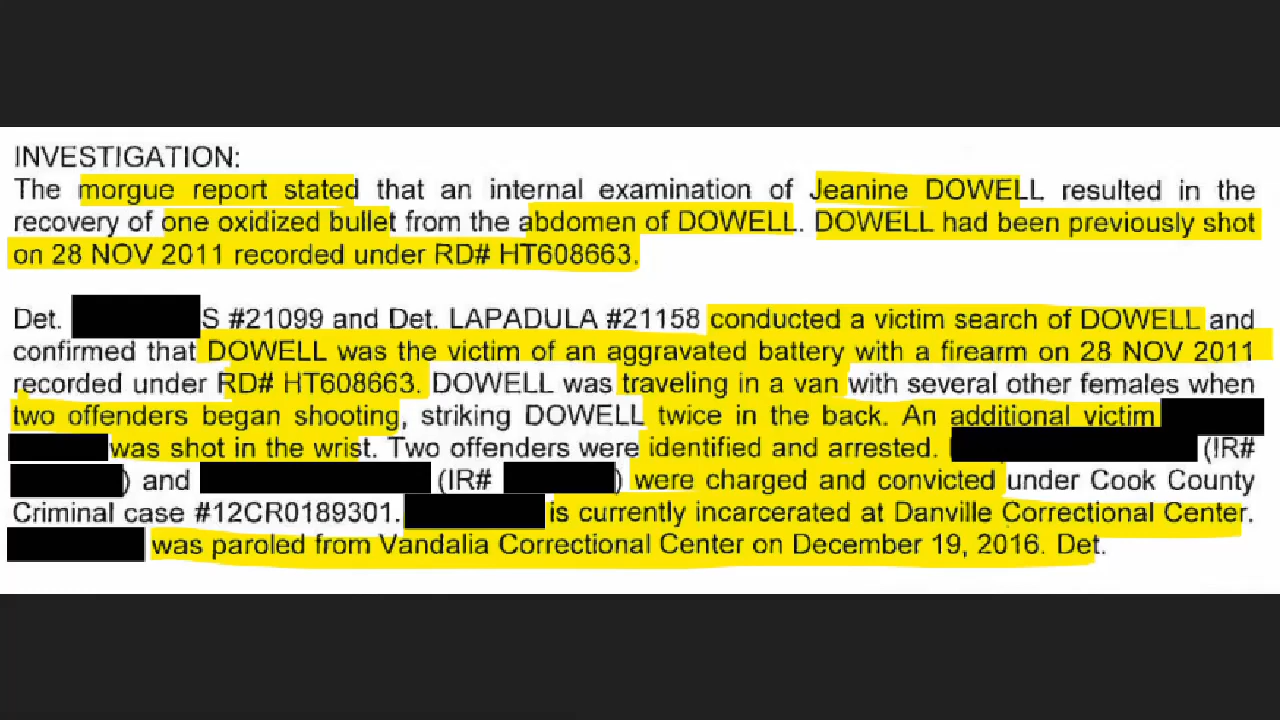 INVESTIGATION:
The morgue report stated that an internal examination of Jeanine DOWELL resulted in the
recovery of one oxidized bullet from the abdomen of DOWELL. DOWELL had been previously shot
on 28 NOV 2011 recorded under RD# HT608663.
Det. S #21099 and Det. LAPADULA #21158 conducted a victim search of DOWELL and
confirmed that DOWELL was the victim of an aggravated battery with a firearm on 28 NOV 2011
recorded under RD# HT608663. DOWELL was traveling in a van with several other females when
two offenders began shooting, striking DOWELL twice in the back. An additional victim
was shot in the wrist. Two offenders were identified and arrested. (IR#
) and (IR# ) were charged and convicted under Cook County
Criminal case #12CR0189301. is currently incarcerated at Danville Correctional Center.
was paroled from Vandalia Correctional Center on December 19, 2016. Det.